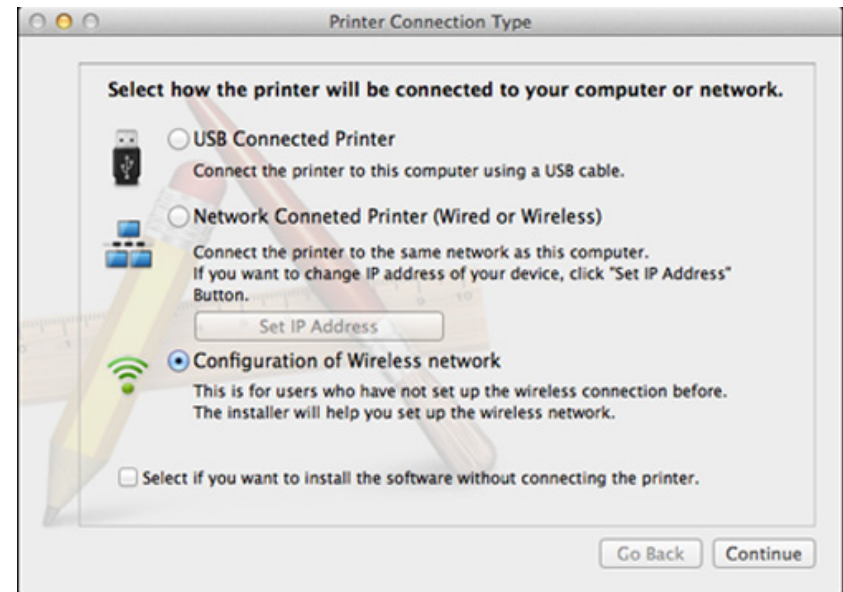 Printer Connection Type
Select how the printer will be connected to your computer or network.
USB Connected Printer
Connect the printer to this computer using a USB cable.
Network Conneted Printer (Wired or Wireless)
Connect the printer to the same network as this computer.
If you want to change IP address of your device, click "Set IP Address"
Button.
Set IP Address
Configuration of Wireless network
This is for users who have not set up the wireless connection before.
The installer will help you set up the wireless network.
Select if you want to install the software without connecting the printer.
Go Back Continue